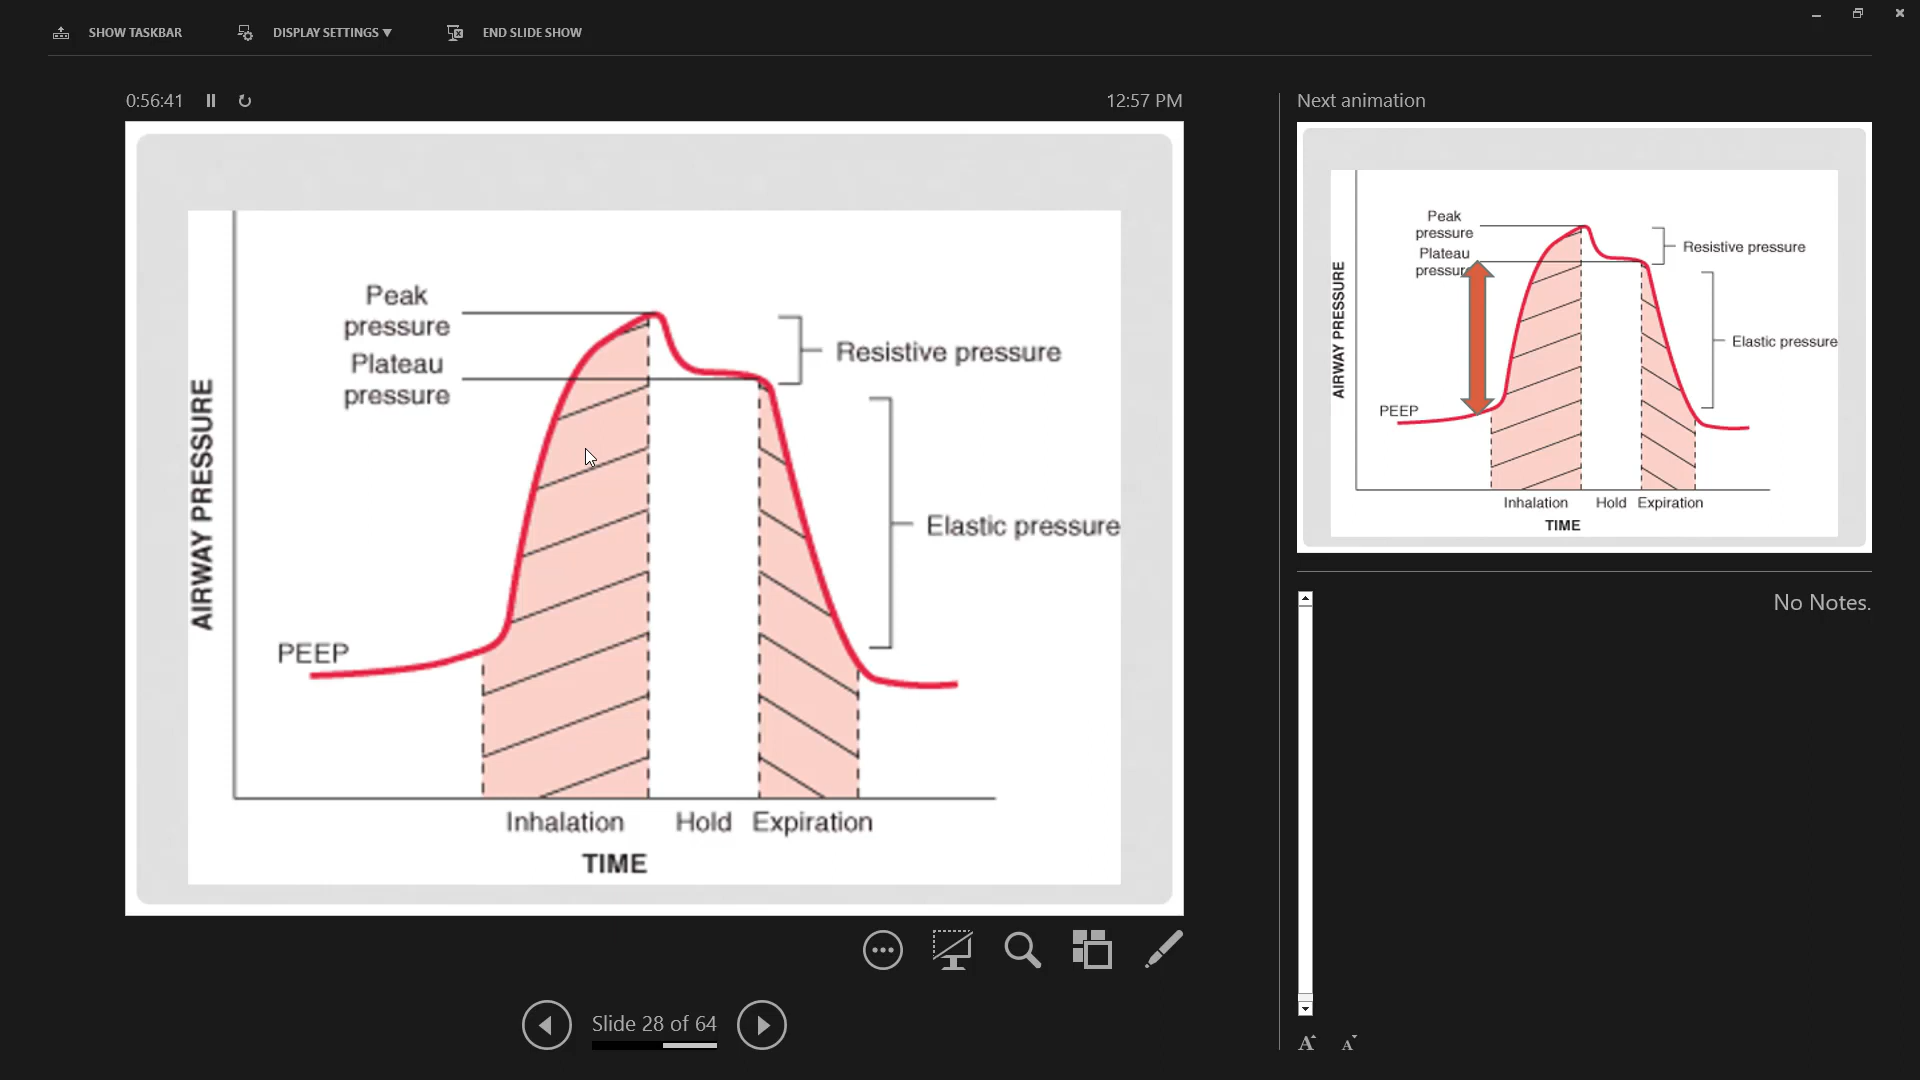 SHOW TASKBAR
DISPLAY SETTINGS ▼
END SLIDE SHOW
0:56:41
12:57 PM
Next animation
Peak
pressure
Plateau
pressure
Resistive pressure
Elastic pressure
AIRWAY PRESSURE
PEEP
Inhalation
Hold
Expiration
TIME
Peak
pressure
Plateau
pressur
Resistive pressure
Elastic pressure
AIRWAY PRESSURE
PEEP
Inhalation
Hold
Expiration
TIME
No Notes.
Slide 28 of 64
A
A